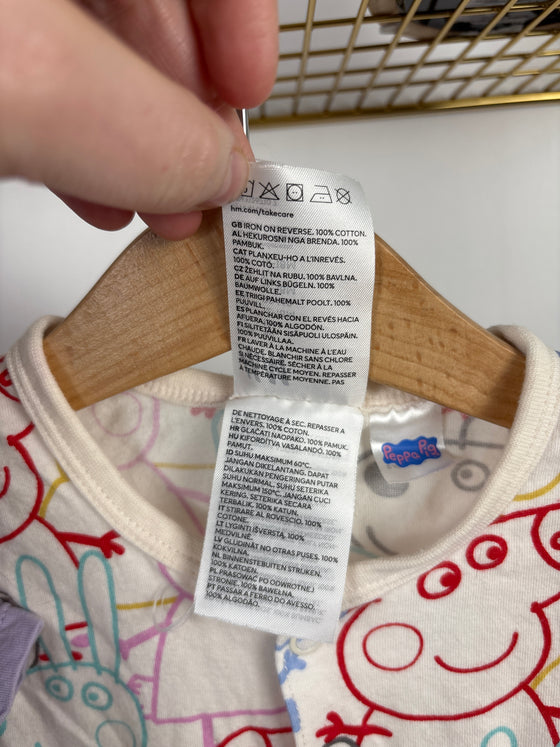 hm.com/takecare
GB IRON ON REVERSE. 100% COTTON.
AL HEKUROSNI NGA BRENDA. 100%
PAMBUK.
CAT PLANXEU-HO A L'INREVÉS.
100% COTÓ.
CZ ŽEHLIT NA RUBU. 100% BAVLNA.
DE AUF LINKS BÜGELN. 100%
BAUMWOLLE.
EE TRIIGI PAHEMALT POOLT. 100%
PUUVILL.
ES PLANCHAR CON EL REVÉS HACIA
AFUERA. 100% ALGODÓN.
FI SILITETÄÄN SISÄPUOLI ULOSPÄIN.
100% PUUVILLAA.
FR LAVER À LA MACHINE À L'EAU
CHAUDE. BLANCHIR SANS CHLORE
SI NÉCESSAIRE. SÉCHER À LA
MACHINE CYCLE MOYEN. REPASSER
À TEMPÉRATURE MOYENNE. PAS
DE NETTOYAGE À SEC. REPASSER À
L'ENVERS. 100% COTON.
HR GLAČATI NAOPAKO. 100% PAMUK.
HU KIFORDÍTVA VASALANDÓ. 100%
PAMUT.
ID SUHU MAKSIMUM 60°C.
JANGAN DIKELANTANG. DAPAT
DILAKUKAN PENGERINGAN PUTAR
SUHU NORMAL. SUHU SETERIKA
MAKSIMUM 150°C. JANGAN CUCI
KERING. SETERIKA SECARA
TERBALIK. 100% KATUN.
IT STIRARE AL ROVESCIO. 100%
COTONE.
LT LYGINTI IŠVERSTĄ. 100%
MEDVILNĖ.
LV GLUDINĀT NO OTRAS PUSES. 100%
KOKVILNA.
NL BINNENSTEBUITEN STRIJKEN.
100% KATOEN.
PL PRASOWAĆ PO ODWROTNEJ
STRONIE. 100% BAWEŁNA.
PT PASSAR A FERRO DO AVESSO.
100% ALGODÃO.
Peppa Pig